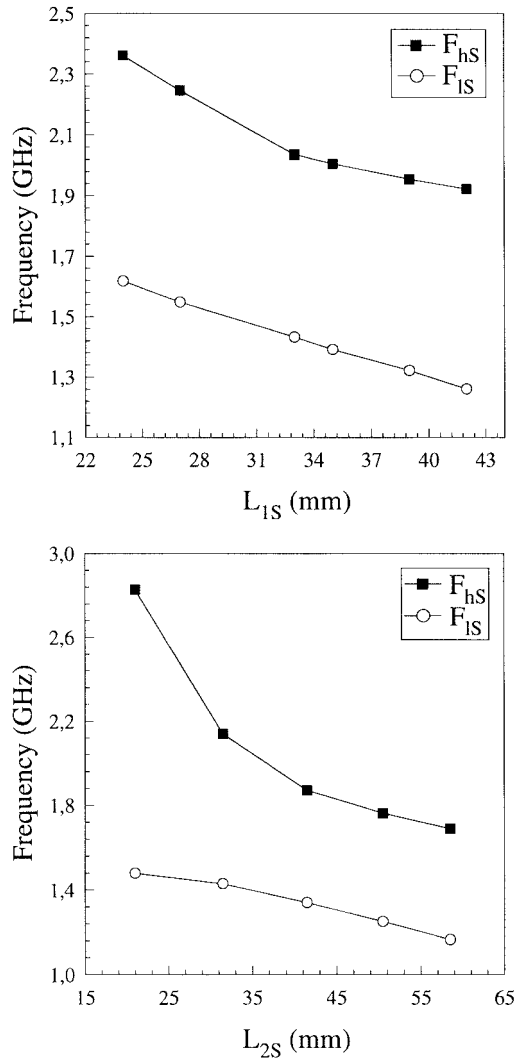 2,5
2,3
2,1
1,9
1,7
1,5
1,3
1,1
Frequency (GHz)
F_hS
F_lS
22 25 28 31 34 37 40 43
L_1S (mm)
3,0
2,6
2,2
1,8
1,4
1,0
Frequency (GHz)
F_hS
F_lS
15 25 35 45 55 65
L_2S (mm)